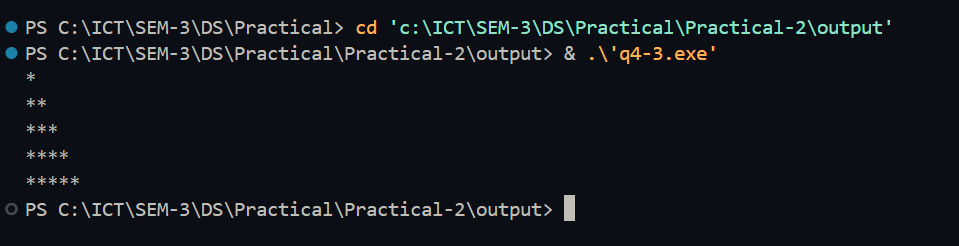 PS C:\ICT\SEM-3\DS\Practical> cd 'c:\ICT\SEM-3\DS\Practical\Practical-2\output'
PS C:\ICT\SEM-3\DS\Practical\Practical-2\output> & .\'q4-3.exe'
*
**
***
****
*****
PS C:\ICT\SEM-3\DS\Practical\Practical-2\output>